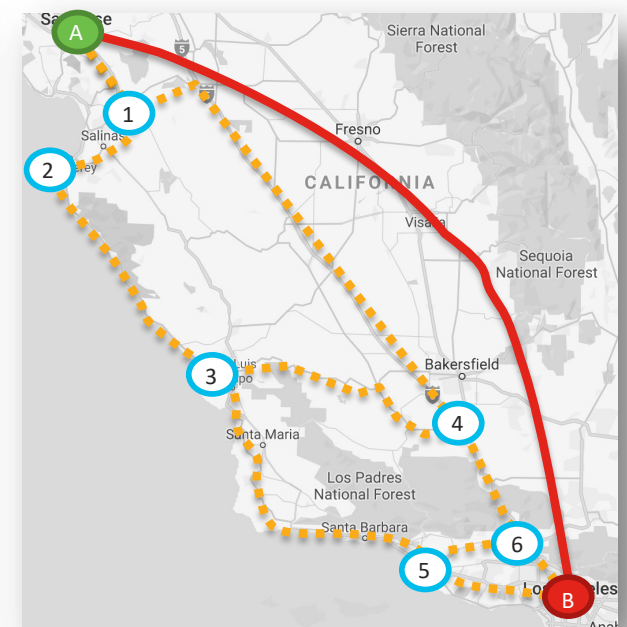 Sierra National
Forest
A
5
1
Salinas
Fresno
2
CALIFORNIA
Visalia
Sequoia
National Forest
3
Bakersfield
4
Santa Maria
Los Padres
National Forest
Santa Barbara
6
5
B